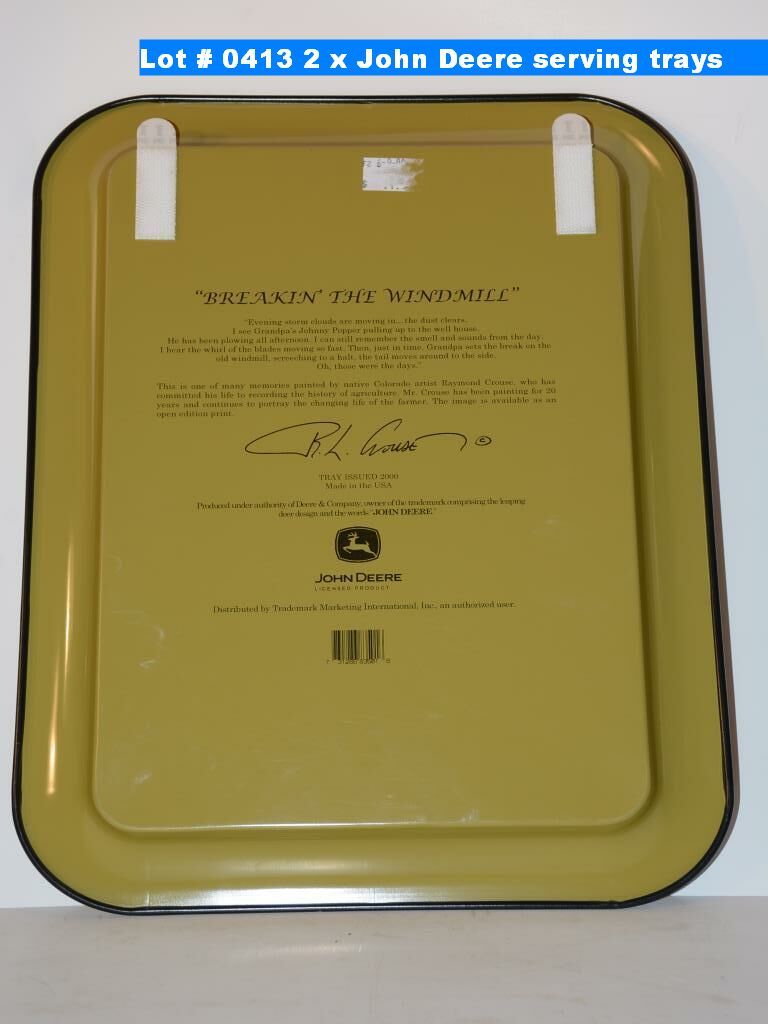 Lot # 0413 2 x John Deere serving trays
"BREAKIN' THE WINDMILL"
"Evening storm clouds are moving in...the dust clears,
I see Grandpa's Johnny Popper pulling up to the well house.
He has been plowing all afternoon. I can still remember the smell and sounds from the day.
I hear the whirl of the blades moving so fast. Then, just in time, Grandpa sets the break on the
old windmill, screeching to a halt, the tail moves around to the side.
Oh, those were the days."
This is one of many memories painted by native Colorado artist Raymond Crouse, who has
committed his life to recording the history of agriculture. Mr. Crouse has been painting for 20
years and continues to portray the changing life of the farmer. The image is available as an
open edition print.
R.L. Crouse ©
TRAY ISSUED 2000
Made in the USA
Produced under authority of Deere & Company, owner of the trademark comprising the leaping
deer design and the words "JOHN DEERE."
JOHN DEERE
LICENSED PRODUCT
Distributed by Trademark Marketing International, Inc., an authorized user.